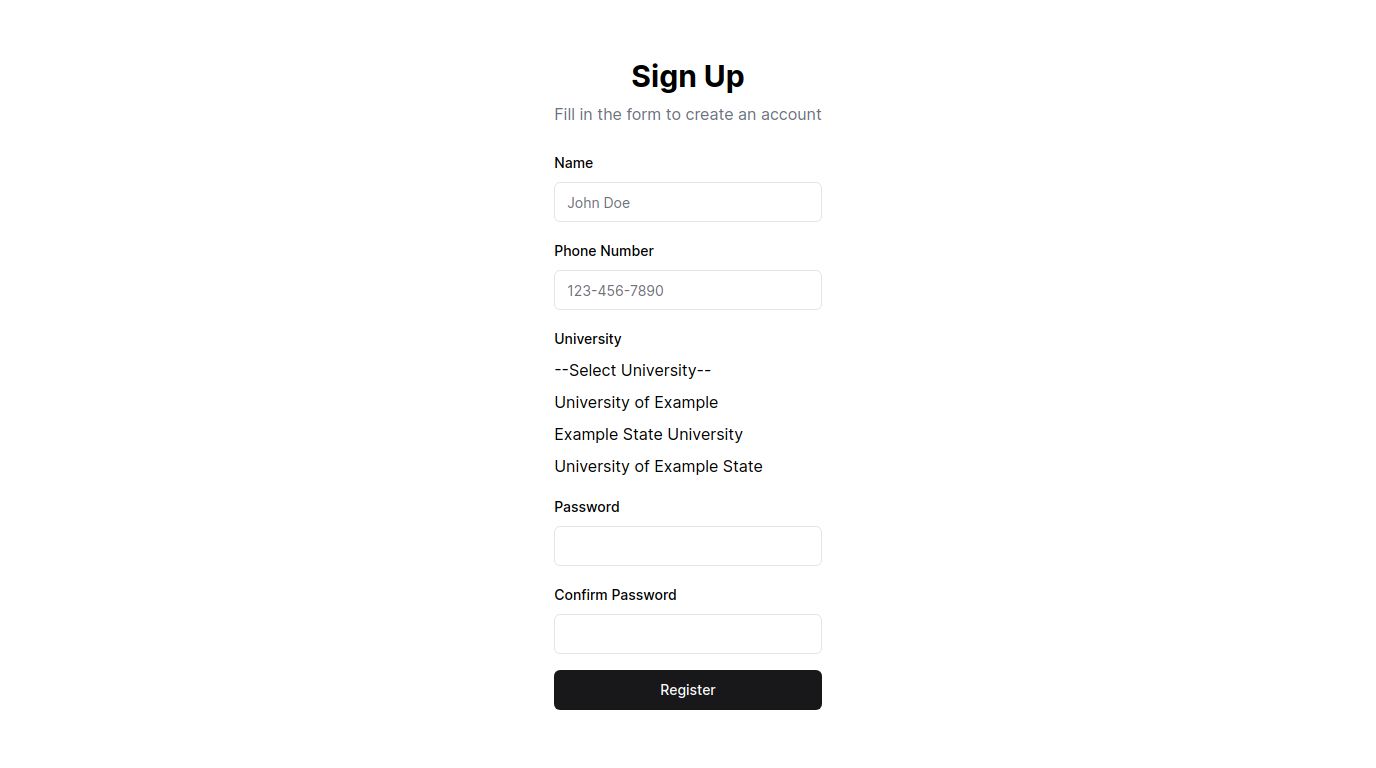 Sign Up
Fill in the form to create an account
Name
John Doe
Phone Number
123-456-7890
University
--Select University--
University of Example
Example State University
University of Example State
Password
Confirm Password
Register